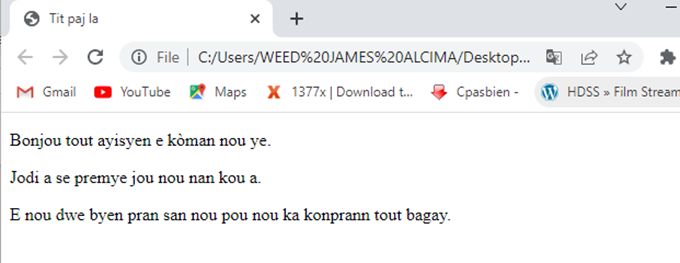 Tit paj la
File
C:/Users/WEED%20JAMES%20ALCIMA/Desktop...
Gmail
YouTube
Maps
1377x | Download t...
Cpasbien -
HDSS » Film Stream
Bonjou tout ayisyen e kòman nou ye.
Jodi a se premye jou nou nan kou a.
E nou dwe byen pran san nou pou nou ka konprann tout bagay.